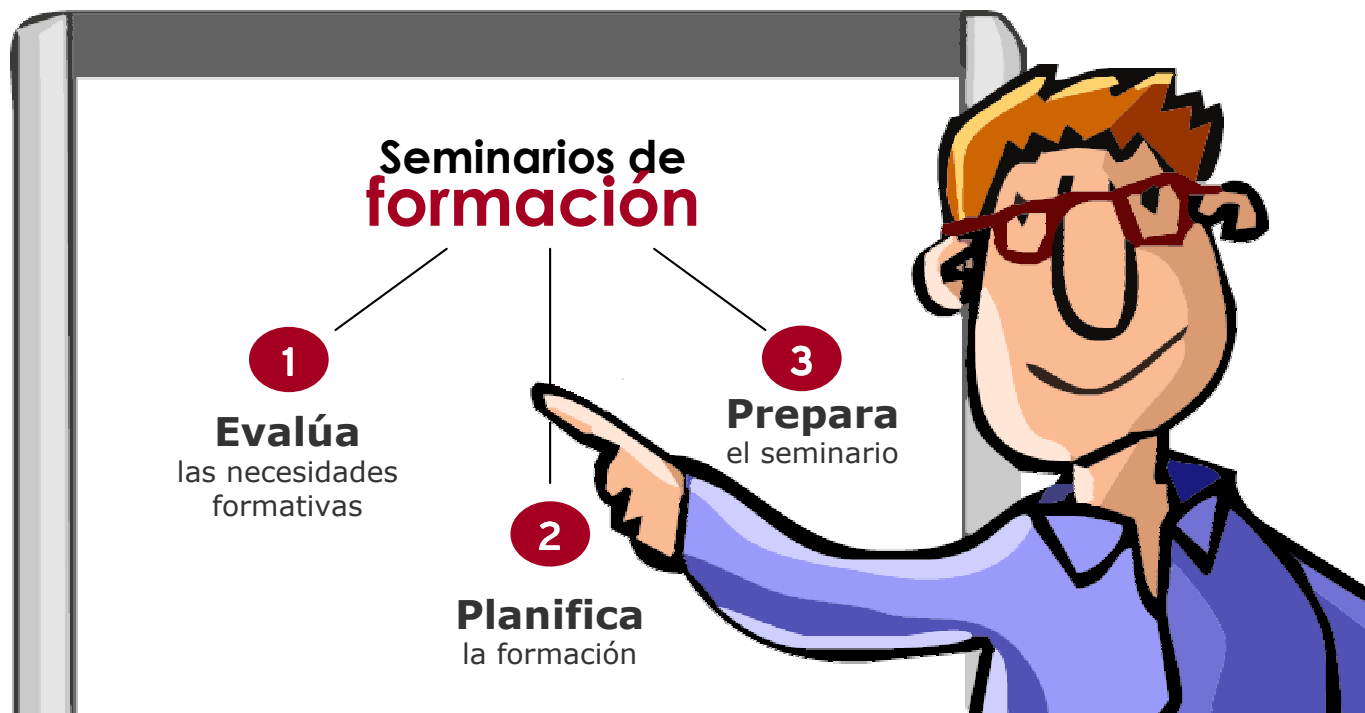 Seminarios de
formación
1
Evalúa
las necesidades
formativas
2
Planifica
la formación
3
Prepara
el seminario